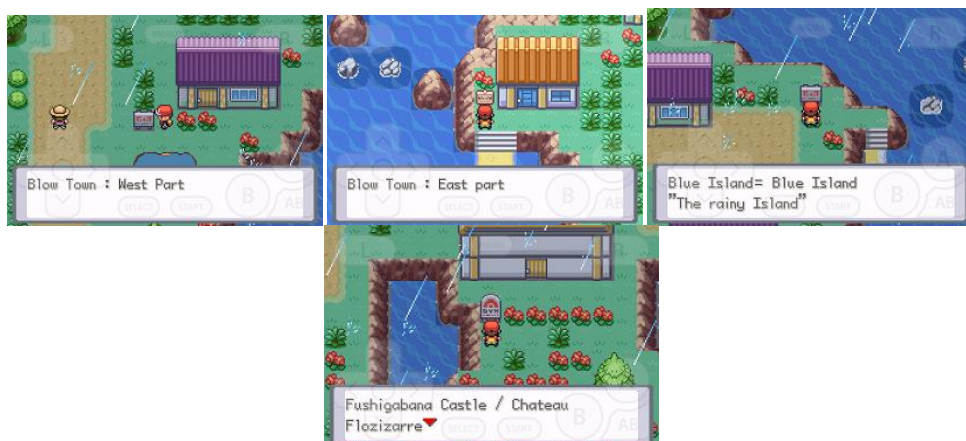 Blow Town : West Part
Blow Town : East part
Blue Island= Blue Island
"The rainy Island"
Fushigabana Castle / Chateau
Flozizarre